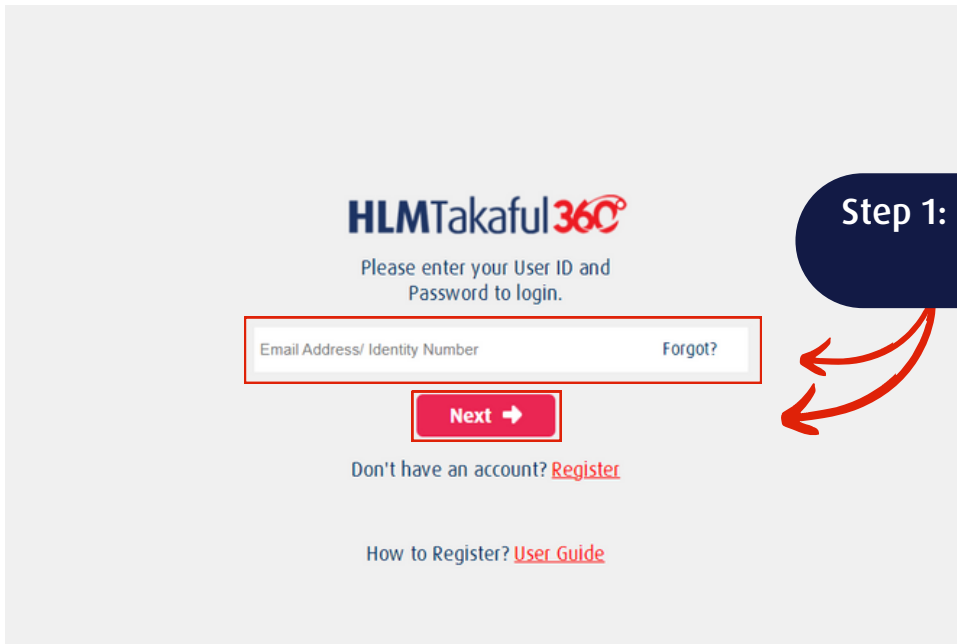 HLMTakaful360°
Step 1:
Please enter your User ID and
Password to login.
Email Address/ Identity Number Forgot?
Next
Don't have an account? Register
How to Register? User Guide